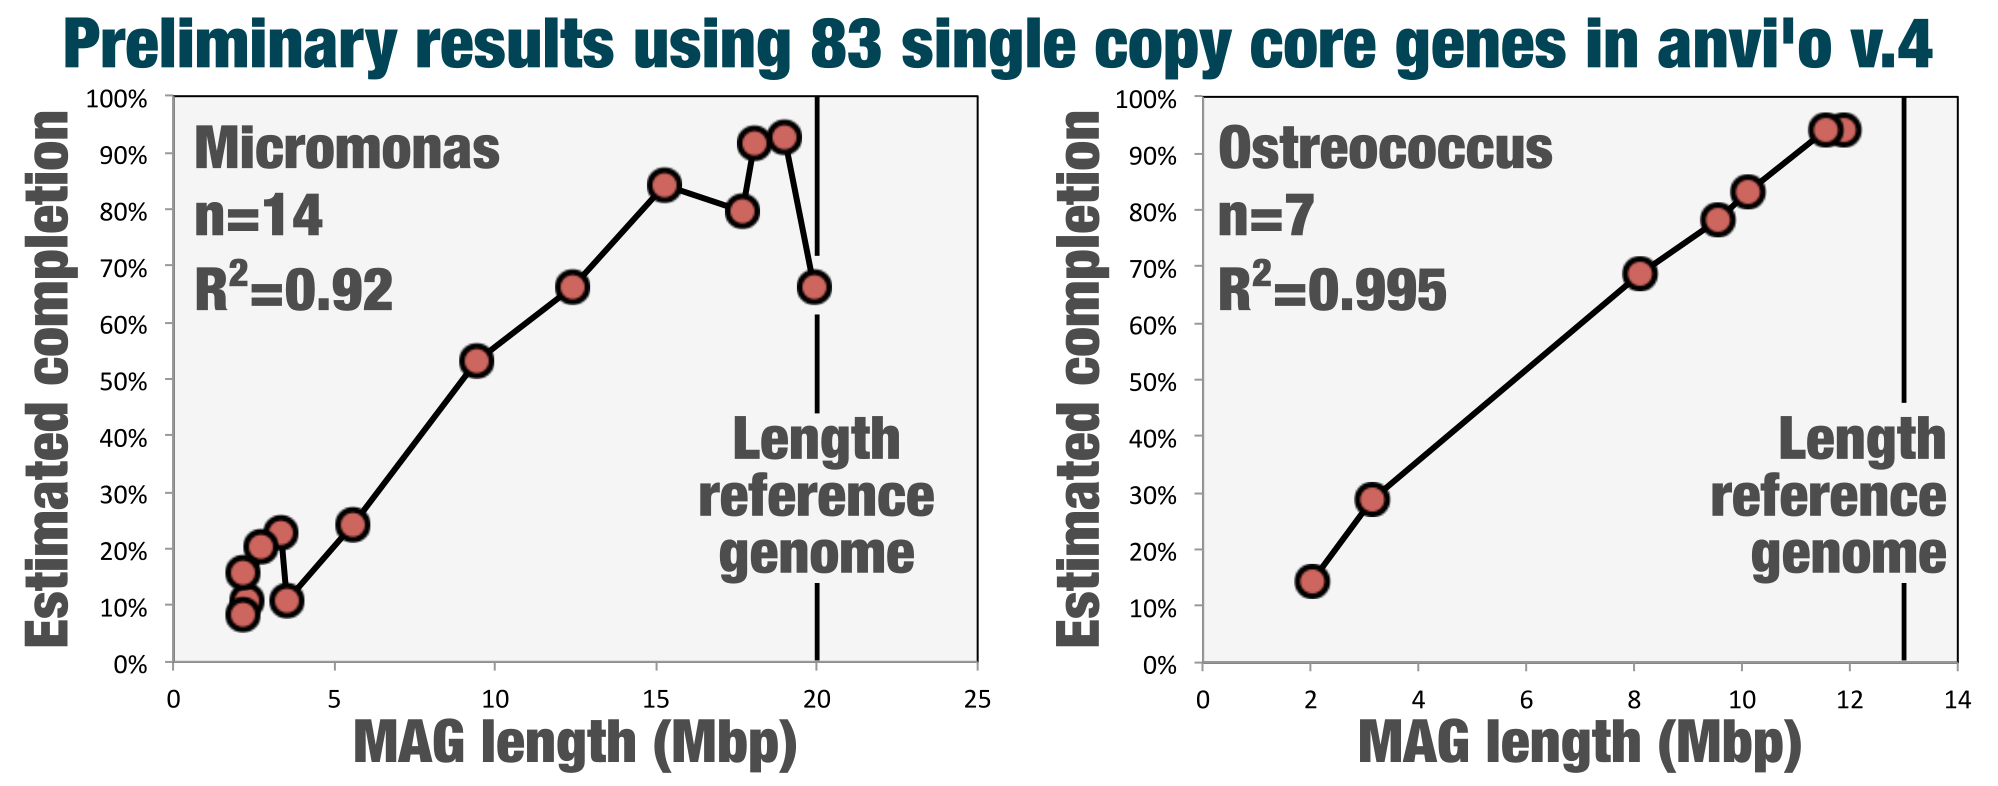 Preliminary results using 83 single copy core genes in anvi'o v.4
Estimated completion
100%
90%
80%
70%
60%
50%
40%
30%
20%
10%
0%
Micromonas
n=14
R²=0.92
Length
reference
genome
0 5 10 15 20 25
MAG length (Mbp)
Estimated completion
100%
90%
80%
70%
60%
50%
40%
30%
20%
10%
0%
Ostreococcus
n=7
R²=0.995
Length
reference
genome
0 2 4 6 8 10 12 14
MAG length (Mbp)